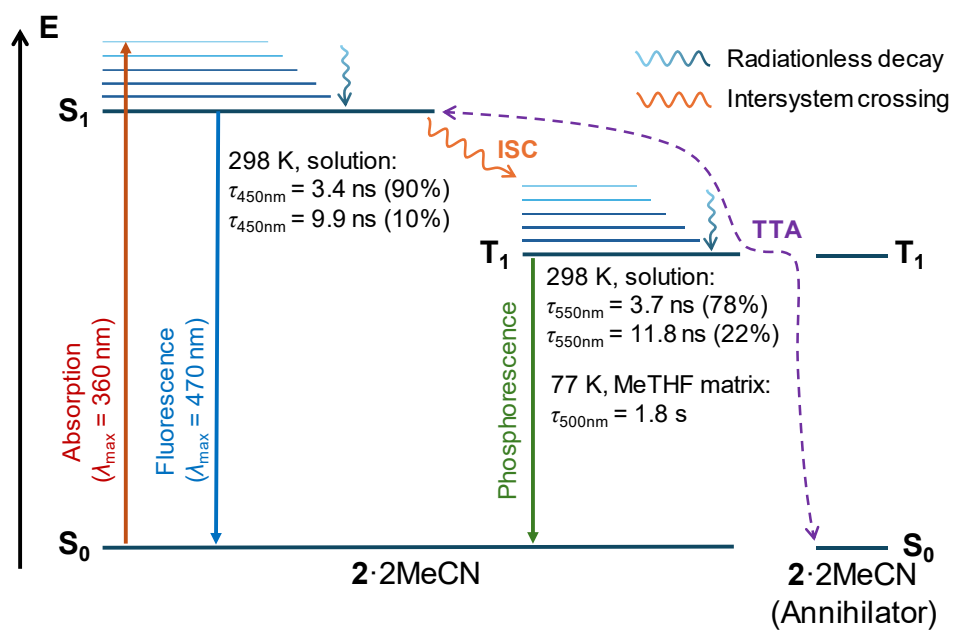 E
Radiationless decay
Intersystem crossing
S₁
ISC
298 K, solution:
τ₄₅₀ₙₘ = 3.4 ns (90%)
τ₄₅₀ₙₘ = 9.9 ns (10%)
TTA
T₁
T₁
298 K, solution:
τ₅₅₀ₙₘ = 3.7 ns (78%)
τ₅₅₀ₙₘ = 11.8 ns (22%)
77 K, MeTHF matrix:
τ₅₀₀ₙₘ = 1.8 s
Absorption
(λₘₐₓ = 360 nm)
Fluorescence
(λₘₐₓ = 470 nm)
Phosphorescence
S₀
S₀
2·2MeCN
2·2MeCN
(Annihilator)